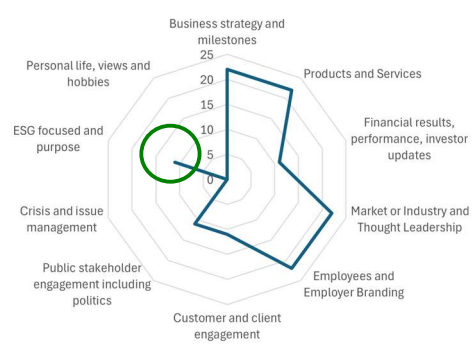 Business strategy and
milestones
Products and Services
Financial results,
performance, investor
updates
Market or Industry and
Thought Leadership
Employees and
Employer Branding
Customer and client
engagement
Public stakeholder
engagement including
politics
Crisis and issue
management
ESG focused and
purpose
Personal life, views and
hobbies
25
20
15
10
5
0